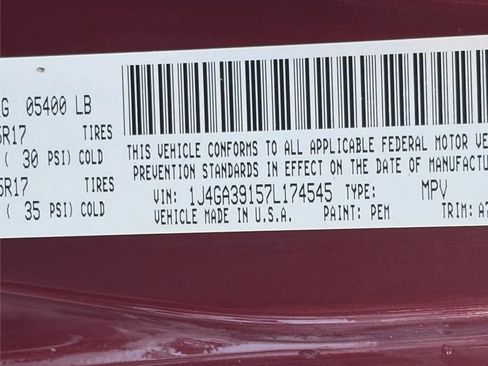 G 05400 LB
5R17 TIRES
( 30 PSI) COLD
5R17 TIRES
( 35 PSI) COLD
THIS VEHICLE CONFORMS TO ALL APPLICABLE FEDERAL MOTOR VE
PREVENTION STANDARDS IN EFFECT ON THE DATE OF MANUFACTU
VIN: 1J4GA39157L174545 TYPE: MPV
VEHICLE MADE IN U.S.A. PAINT: PEM TRIM: A7